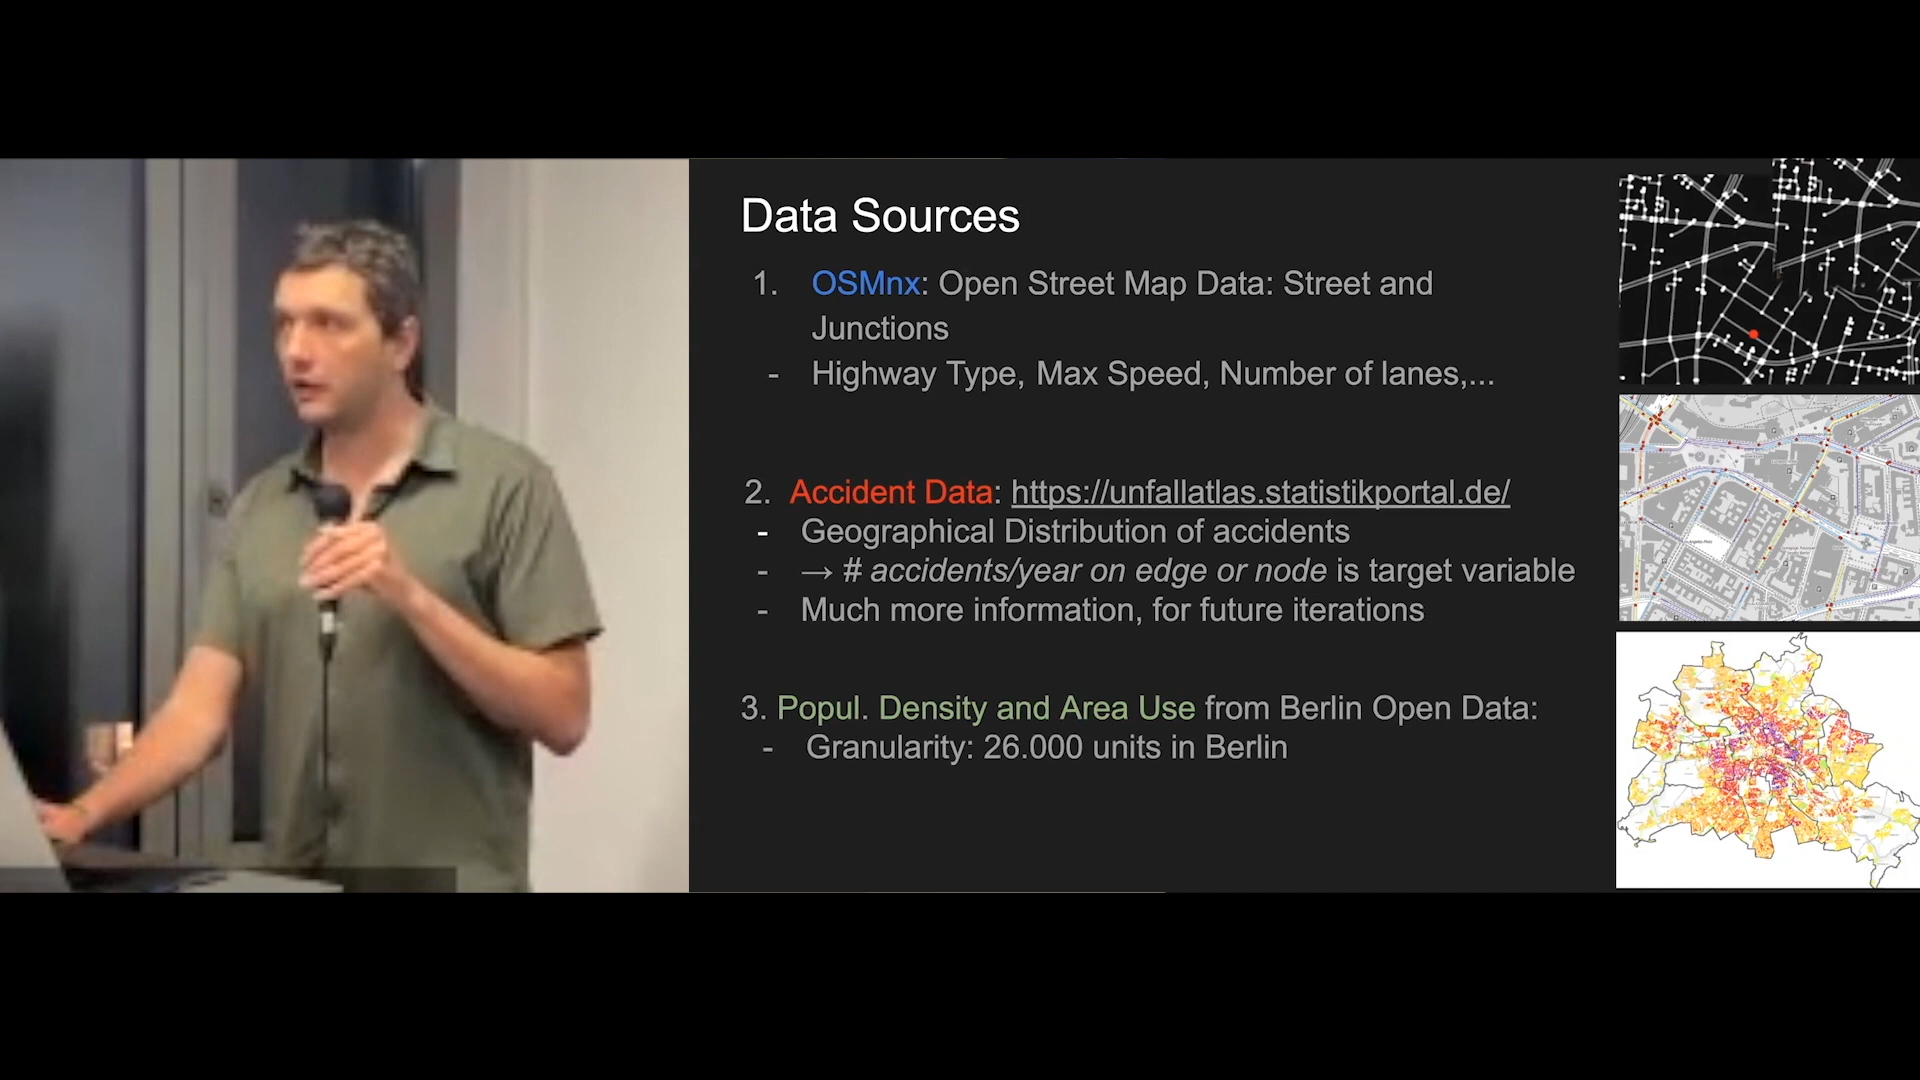 Data Sources
1. OSMnx: Open Street Map Data: Street and
Junctions
- Highway Type, Max Speed, Number of lanes,...
2. Accident Data: https://unfallatlas.statistikportal.de/
- Geographical Distribution of accidents
- → # accidents/year on edge or node is target variable
- Much more information, for future iterations
3. Popul. Density and Area Use from Berlin Open Data:
- Granularity: 26.000 units in Berlin